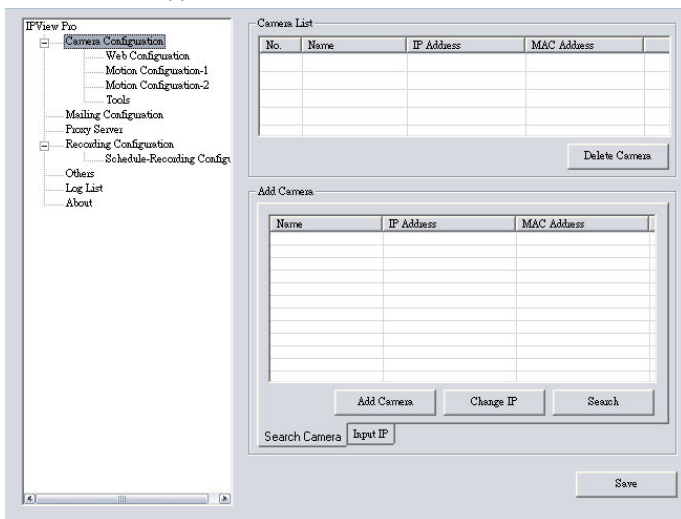 IPView Pro
Camera Configuration
Web Configuration
Motion Configuration-1
Motion Configuration-2
Tools
Mailing Configuration
Proxy Server
Recording Configuration
Schedule-Recording Configu
Others
Log List
About
Camera List
No. Name IP Address MAC Address
Delete Camera
Add Camera
Name IP Address MAC Address
Add Camera Change IP Search
Search Camera Input IP
Save